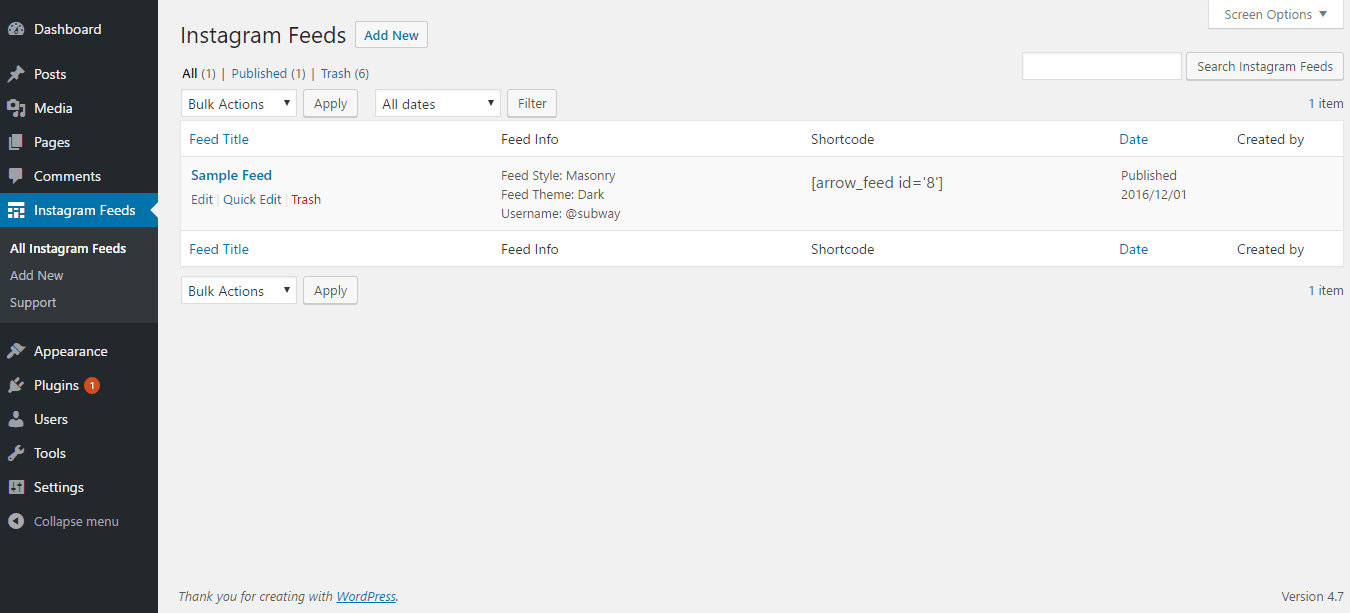 Dashboard
Posts
Media
Pages
Comments
Instagram Feeds
All Instagram Feeds
Add New
Support
Appearance
Plugins 1
Users
Tools
Settings
Collapse menu
Screen Options
Instagram Feeds Add New
All (1) | Published (1) | Trash (6)
Search Instagram Feeds
Bulk Actions Apply All dates Filter 1 item
Feed Title Feed Info Shortcode Date Created by
Sample Feed
Edit | Quick Edit | Trash
Feed Style: Masonry
Feed Theme: Dark
Username: @subway
[arrow_feed id='8']
Published
2016/12/01
Feed Title Feed Info Shortcode Date Created by
Bulk Actions Apply 1 item
Thank you for creating with WordPress. Version 4.7